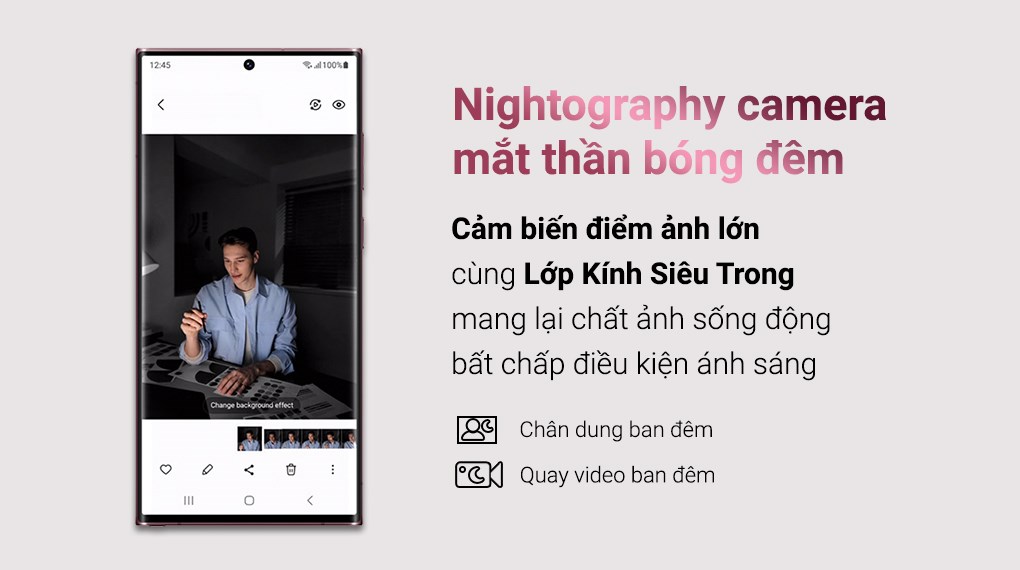 12:45
100%
Change background effect
Nightography camera
mắt thần bóng đêm
Cảm biến điểm ảnh lớn
cùng Lớp Kính Siêu Trong
mang lại chất ảnh sống động
bất chấp điều kiện ánh sáng
Chân dung ban đêm
Quay video ban đêm